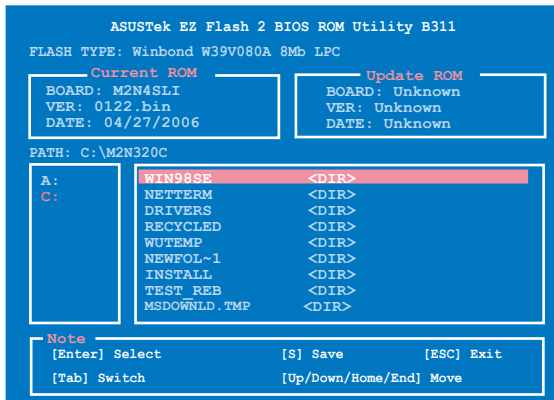 ASUSTek EZ Flash 2 BIOS ROM Utility B311
FLASH TYPE: Winbond W39V080A 8Mb LPC
Current ROM
BOARD: M2N4SLI
VER: 0122.bin
DATE: 04/27/2006
Update ROM
BOARD: Unknown
VER: Unknown
DATE: Unknown
PATH: C:\M2N320C
A:
C:
WIN98SE <DIR>
NETTERM <DIR>
DRIVERS <DIR>
RECYCLED <DIR>
WUTEMP <DIR>
NEWFOL~1 <DIR>
INSTALL <DIR>
TEST_REB <DIR>
MSDOWNLD.TMP <DIR>
Note
[Enter] Select [S] Save [ESC] Exit
[Tab] Switch [Up/Down/Home/End] Move